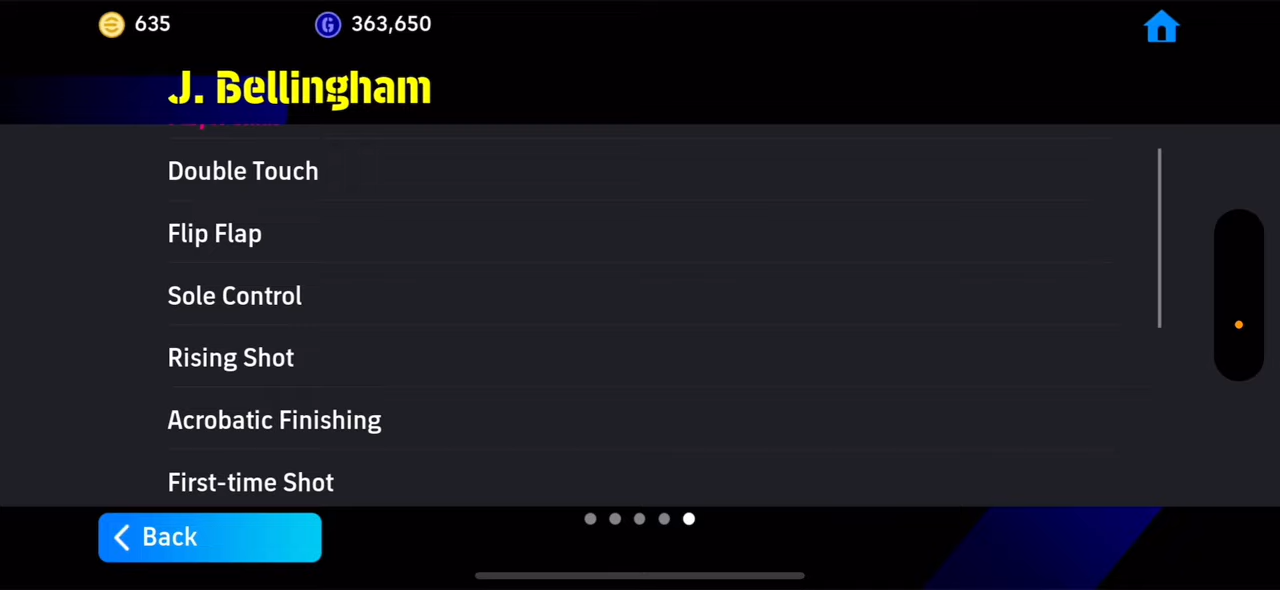 635
363,650
J. Bellingham
Double Touch
Flip Flap
Sole Control
Rising Shot
Acrobatic Finishing
First-time Shot
Back